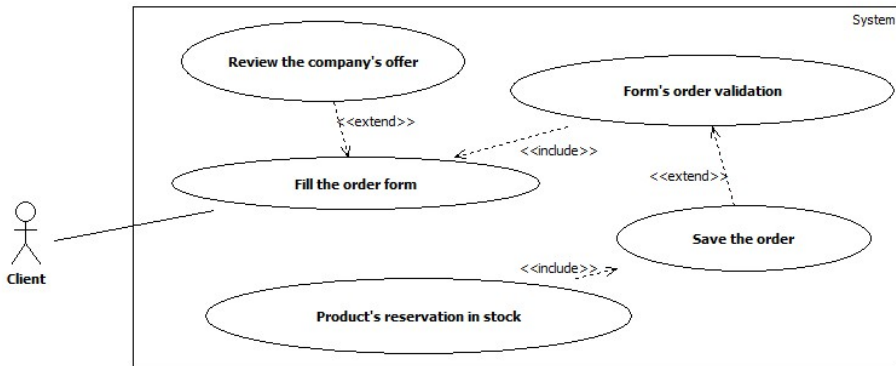 System
Review the company's offer
Form's order validation
<<extend>>
<<include>>
Fill the order form
<<extend>>
Save the order
<<include>>
Client
Product's reservation in stock